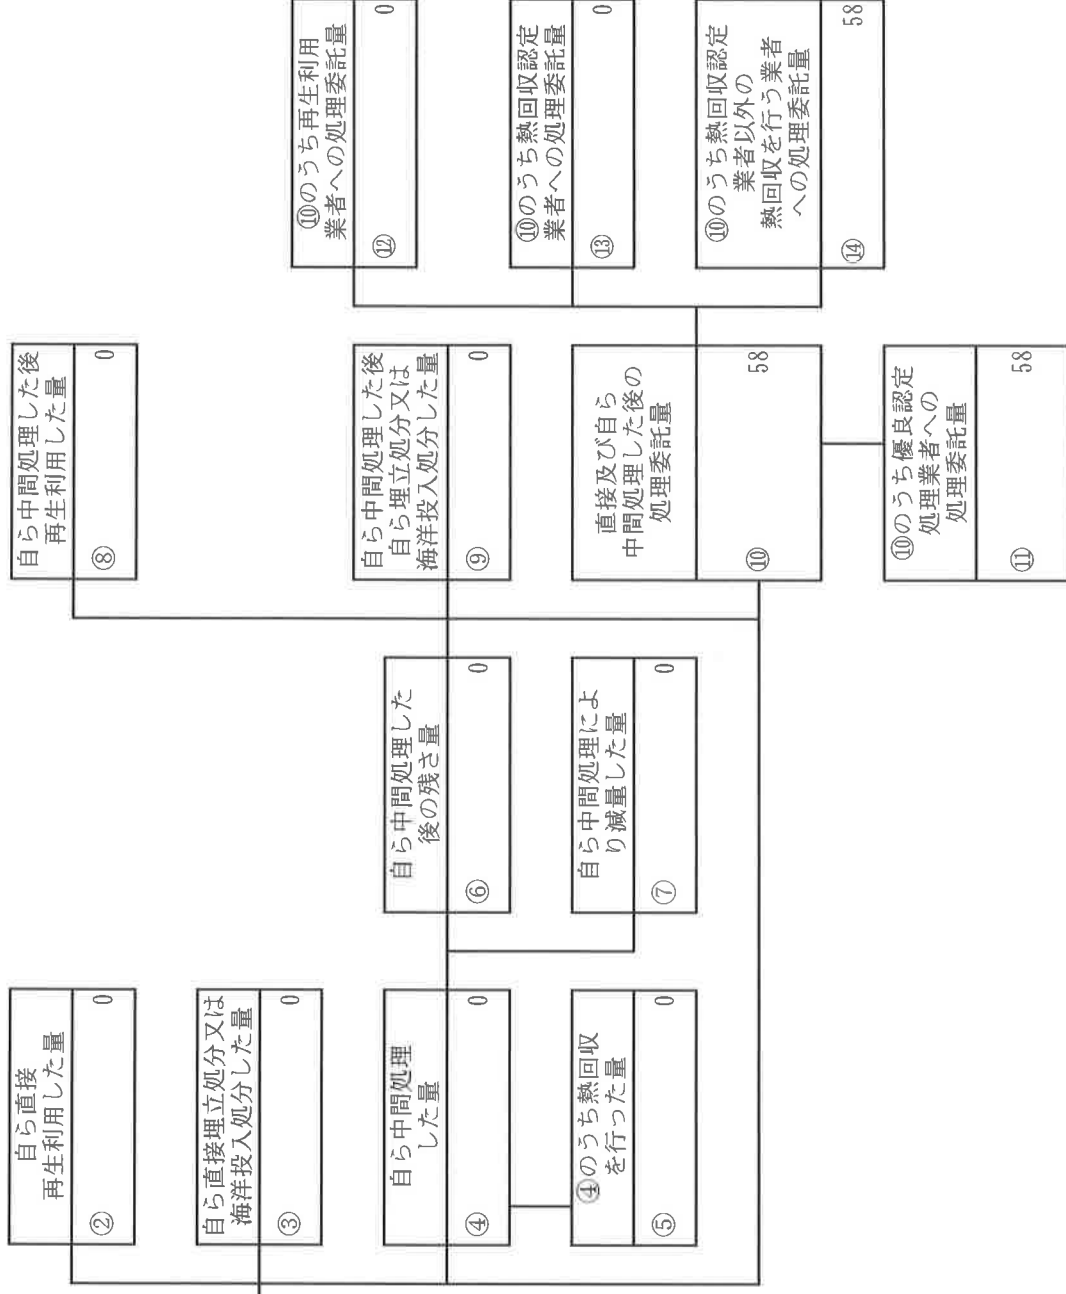 自ら直接
再生利用した量
②
0
自ら直接埋立処分又は
海洋投入処分した量
③
0
自ら中間処理
した量
④
0
④のうち熱回収
を行った量
⑤
0
自ら中間処理した
後の残さ量
⑥
0
自ら中間処理によ
り減量した量
⑦
0
自ら中間処理した後
再生利用した量
⑧
0
自ら中間処理した後
自ら埋立処分又は
海洋投入処分した量
⑨
0
直接及び自ら
中間処理した後の
処理委託量
⑩
58
⑩のうち優良認定
処理業者への
処理委託量
⑪
58
⑩のうち再生利用
業者への処理委託量
⑫
0
⑩のうち熱回収認定
業者への処理委託量
⑬
0
⑩のうち熱回収認定
業者以外の
熱回収を行う業者
への処理委託量
⑭
58